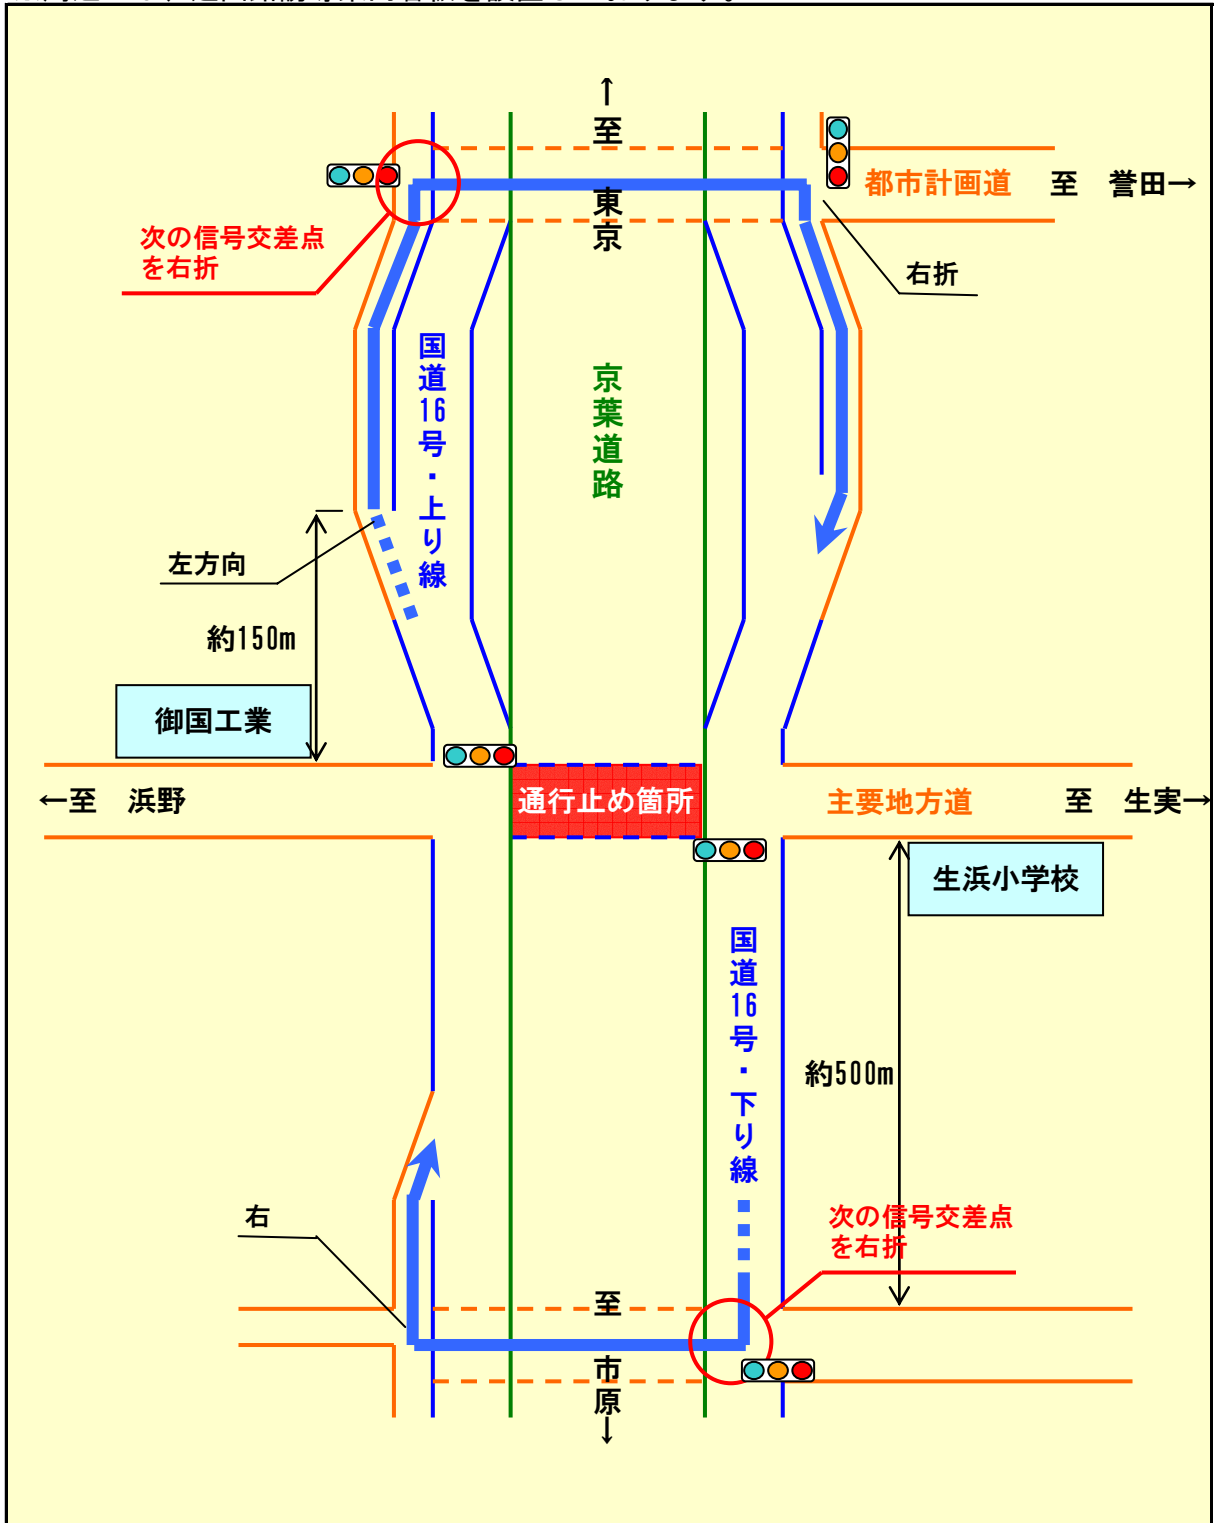 ↑
至
東京
都市計画道 至 誉田→
次の信号交差点
を右折
右折
国道16号・上り線
京葉道路
左方向
約150m
御国工業
←至 浜野
通行止め箇所
主要地方道 至 生実→
生浜小学校
国道16号・下り線
約500m
右
次の信号交差点
を右折
至
市原
↓